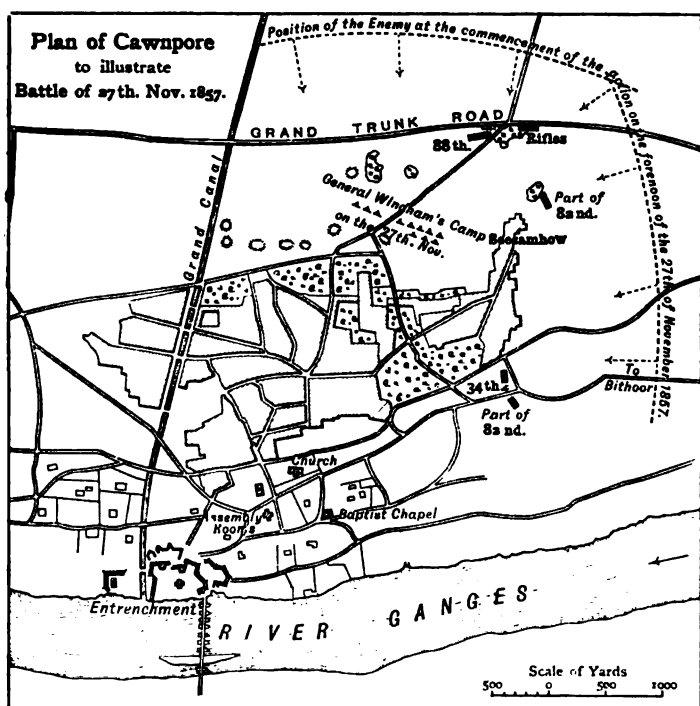 Plan of Cawnpore
to illustrate
Battle of 27th. Nov. 1857.
Position of the Enemy at the commencement of the action on the forenoon of the 27th of November 1857.
GRAND TRUNK ROAD
88th.
Rifles
Grand Canal
General Windham's Camp
on the 27th. Nov.
Part of
82nd.
Seesamhow
34th.
To
Bithoor
Part of
82nd.
Church
Assembly
Rooms
Baptist Chapel
Entrenchment
RIVER GANGES
Scale of Yards
500 0 500 1000